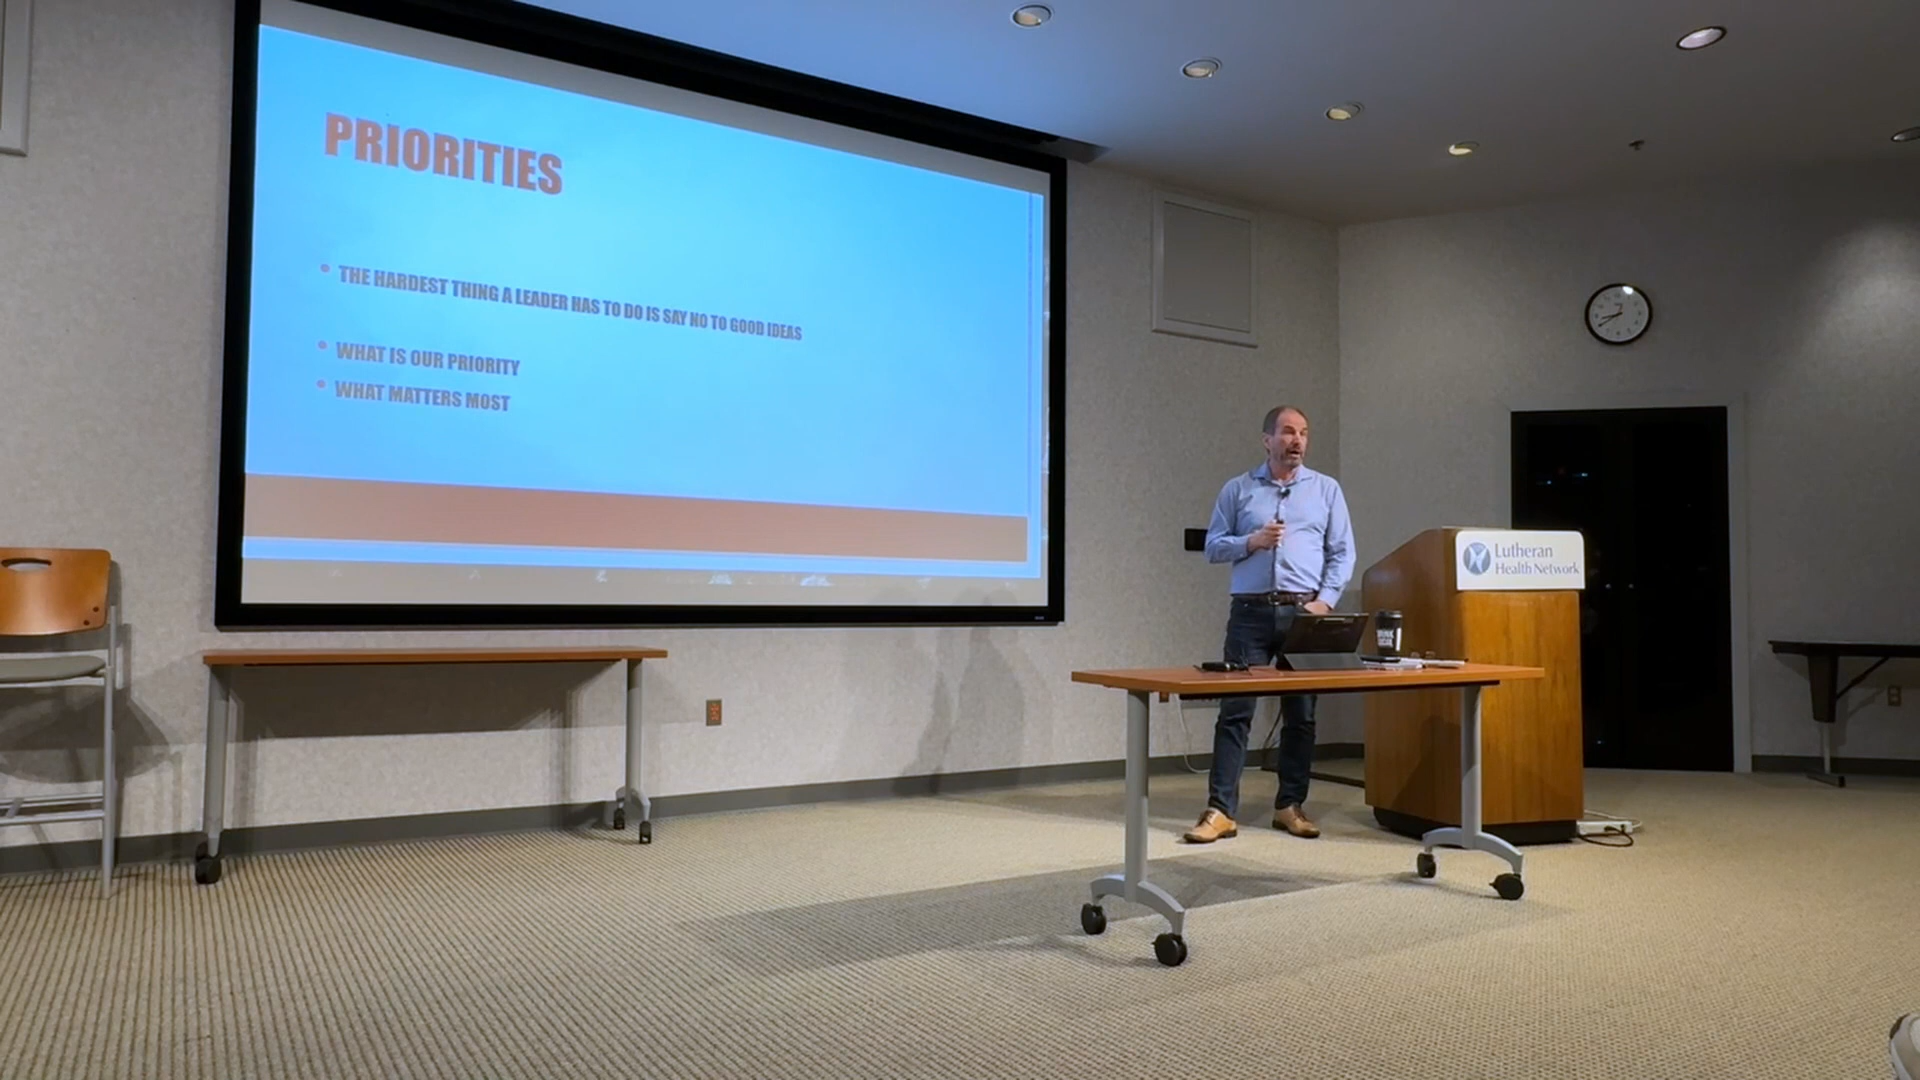 PRIORITIES
• THE HARDEST THING A LEADER HAS TO DO IS SAY NO TO GOOD IDEAS
• WHAT IS OUR PRIORITY
• WHAT MATTERS MOST
Lutheran
Health Network